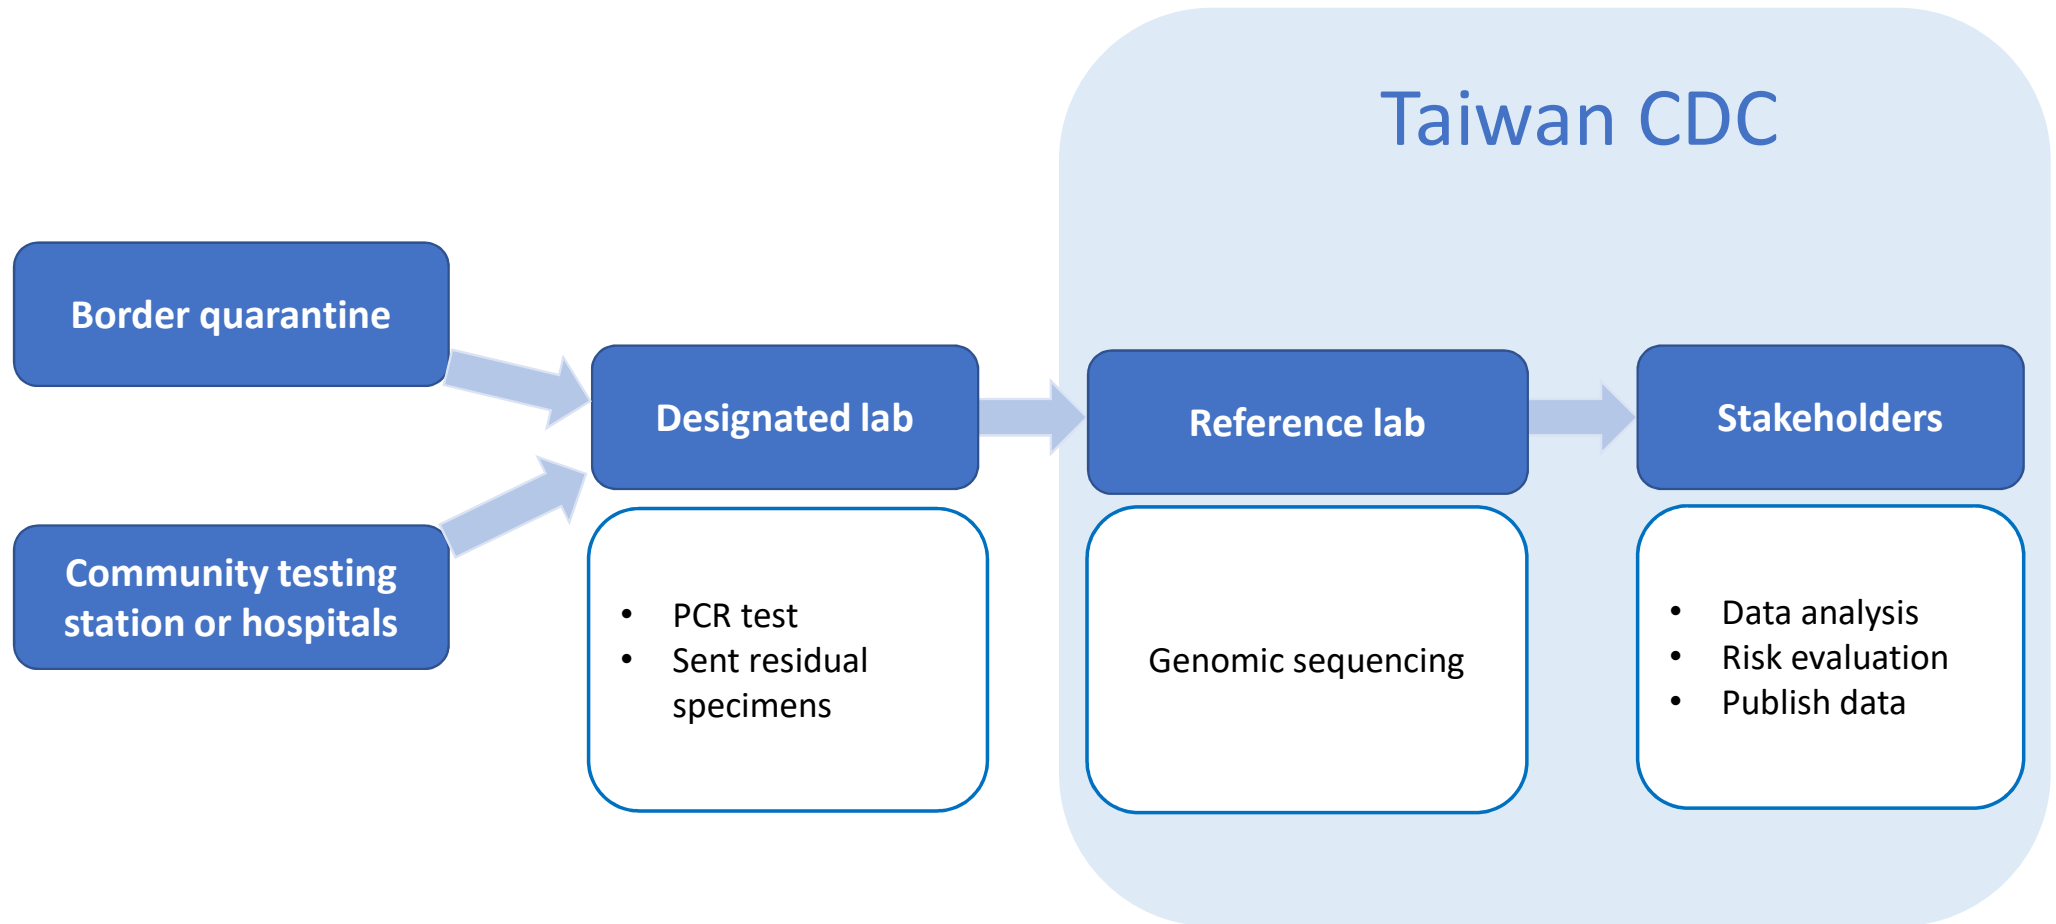 Taiwan CDC
Border quarantine
Community testing
station or hospitals
Designated lab
• PCR test
• Sent residual
specimens
Reference lab
Genomic sequencing
Stakeholders
• Data analysis
• Risk evaluation
• Publish data